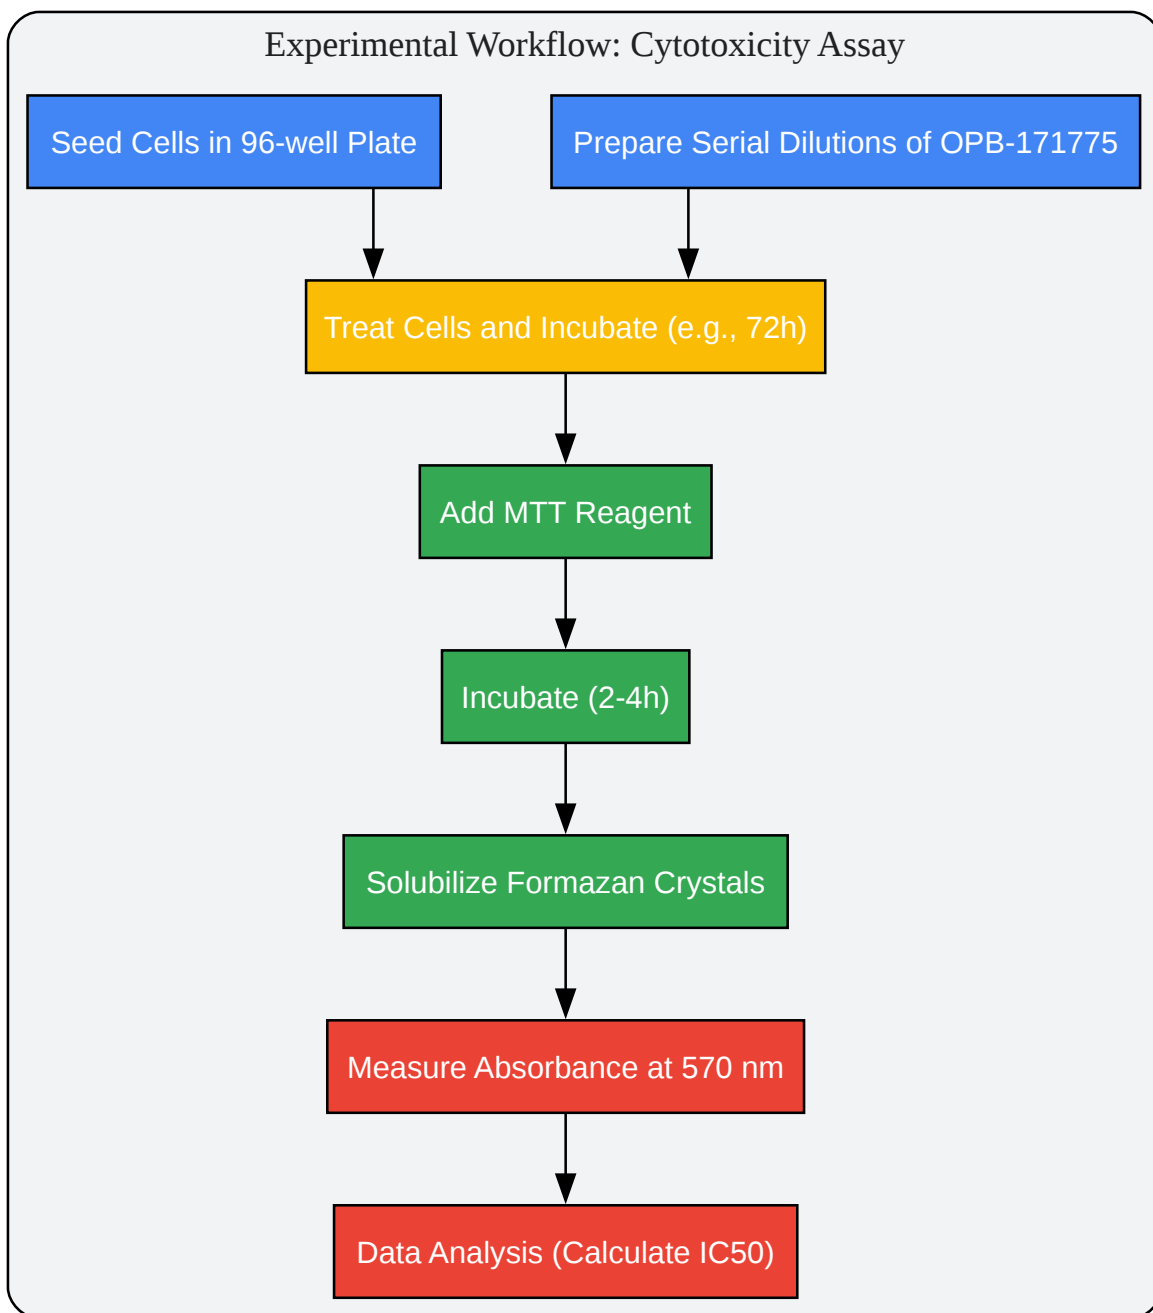 Experimental Workflow: Cytotoxicity Assay
Seed Cells in 96-well Plate
Prepare Serial Dilutions of OPB-171775
Treat Cells and Incubate (e.g., 72h)
Add MTT Reagent
Incubate (2-4h)
Solubilize Formazan Crystals
Measure Absorbance at 570 nm
Data Analysis (Calculate IC50)